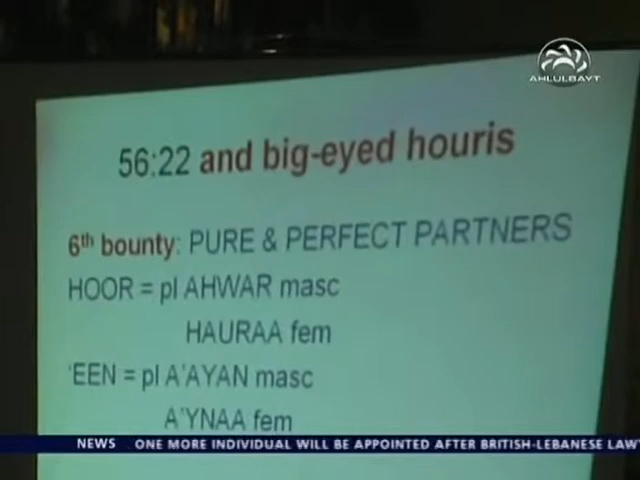 AHLULBAYT
56:22 and big-eyed houris
6th bounty: PURE & PERFECT PARTNERS
HOOR = pl AHWAR masc
HAURAA fem
'EEN = pl A'AYAN masc
A'YNAA fem
NEWS ONE MORE INDIVIDUAL WILL BE APPOINTED AFTER BRITISH-LEBANESE LAW